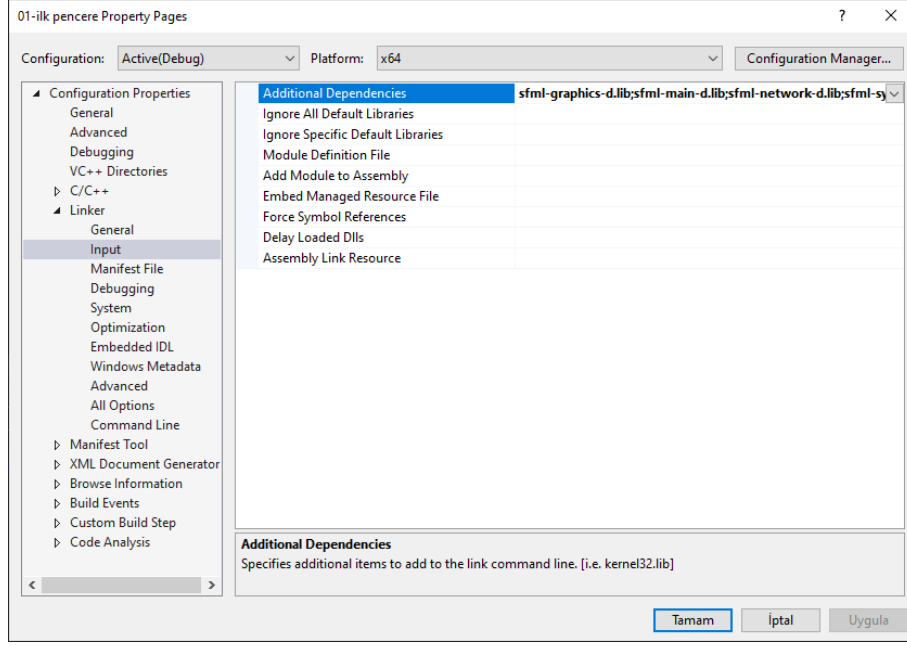 01-ilk pencere Property Pages ? ×
Configuration: Active(Debug) Platform: x64 Configuration Manager...
Configuration Properties
General
Advanced
Debugging
VC++ Directories
C/C++
Linker
General
Input
Manifest File
Debugging
System
Optimization
Embedded IDL
Windows Metadata
Advanced
All Options
Command Line
Manifest Tool
XML Document Generator
Browse Information
Build Events
Custom Build Step
Code Analysis
Additional Dependencies sfml-graphics-d.lib;sfml-main-d.lib;sfml-network-d.lib;sfml-sy
Ignore All Default Libraries
Ignore Specific Default Libraries
Module Definition File
Add Module to Assembly
Embed Managed Resource File
Force Symbol References
Delay Loaded Dlls
Assembly Link Resource
Additional Dependencies
Specifies additional items to add to the link command line. [i.e. kernel32.lib]
Tamam İptal Uygula